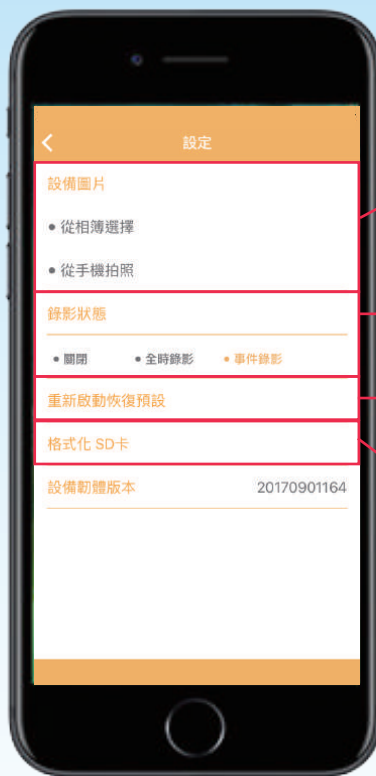 設定
設備圖片
• 從相簿選擇
• 從手機拍照
錄影狀態
• 關閉 • 全時錄影 • 事件錄影
重新啟動恢復預設
格式化 SD卡
設備韌體版本 20170901164